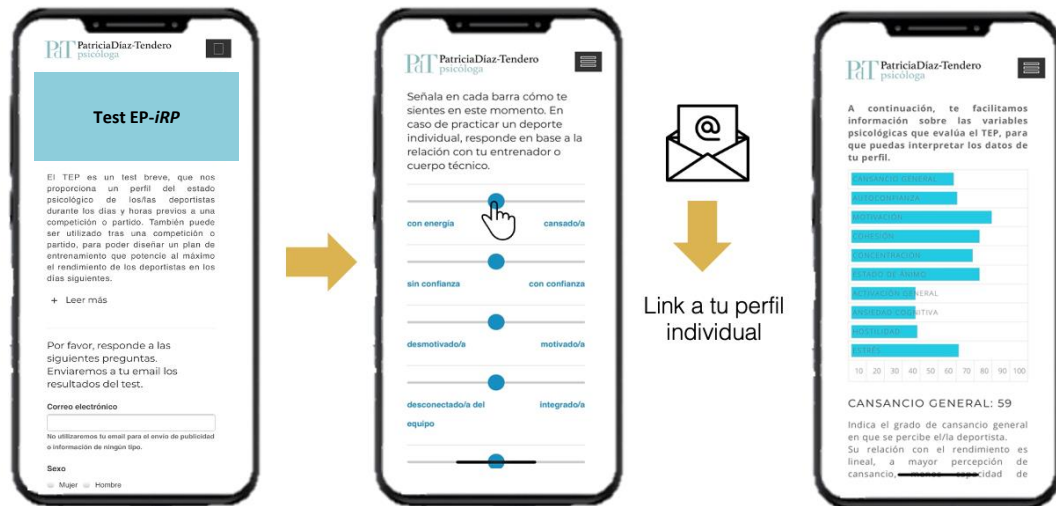 PdT PatriciaDíaz-Tendero
psicóloga
Test EP-iRP
El TEP es un test breve, que nos
proporciona un perfil del estado
psicológico de los/las deportistas
durante los días y horas previos a una
competición o partido. También puede
ser utilizado tras una competición o
partido, para poder diseñar un plan de
entrenamiento que potencie al máximo
el rendimiento de los deportistas en los
días siguientes.
+ Leer más
Por favor, responde a las
siguientes preguntas.
Enviaremos a tu email los
resultados del test.
Correo electrónico
No utilizaremos tu email para el envío de publicidad
o información de ningún tipo.
Sexo
Mujer Hombre
PdT PatriciaDíaz-Tendero
psicóloga
Señala en cada barra cómo te
sientes en este momento. En
caso de practicar un deporte
individual, responde en base a la
relación con tu entrenador o
cuerpo técnico.
con energía cansado/a
sin confianza con confianza
desmotivado/a motivado/a
desconectado/a del integrado/a
equipo
@
Link a tu perfil
individual
PdT PatriciaDíaz-Tendero
psicóloga
A continuación, te facilitamos
información sobre las variables
psicológicas que evalúa el TEP, para
que puedas interpretar los datos de
tu perfil.
CANSANCIO GENERAL
AUTOCONFIANZA
MOTIVACIÓN
COHESIÓN
CONCENTRACIÓN
ESTADO DE ÁNIMO
ACTIVACIÓN GENERAL
ANSIEDAD COGNITIVA
HOSTILIDAD
ESTRÉS
10 20 30 40 50 60 70 80 90 100
CANSANCIO GENERAL: 59
Indica el grado de cansancio general
en que se percibe el/la deportista.
Su relación con el rendimiento es
lineal, a mayor percepción de
cansancio, menos capacidad de